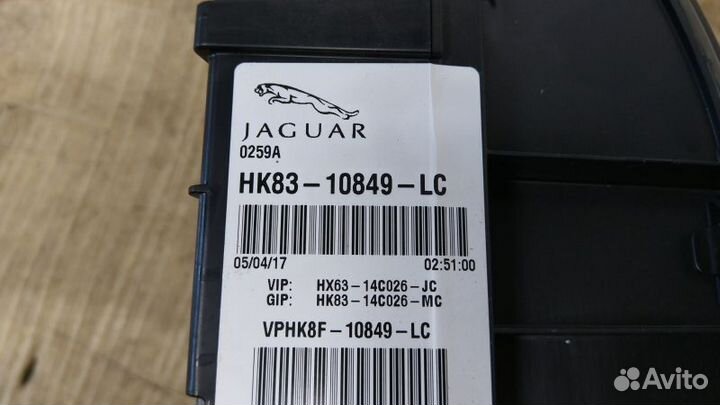 JAGUAR
0259A
HK83-10849-LC
05/04/17 02:51:00
VIP: HX63-14C026-JC
GIP: HK83-14C026-MC
VPHK8F-10849-LC
Avito